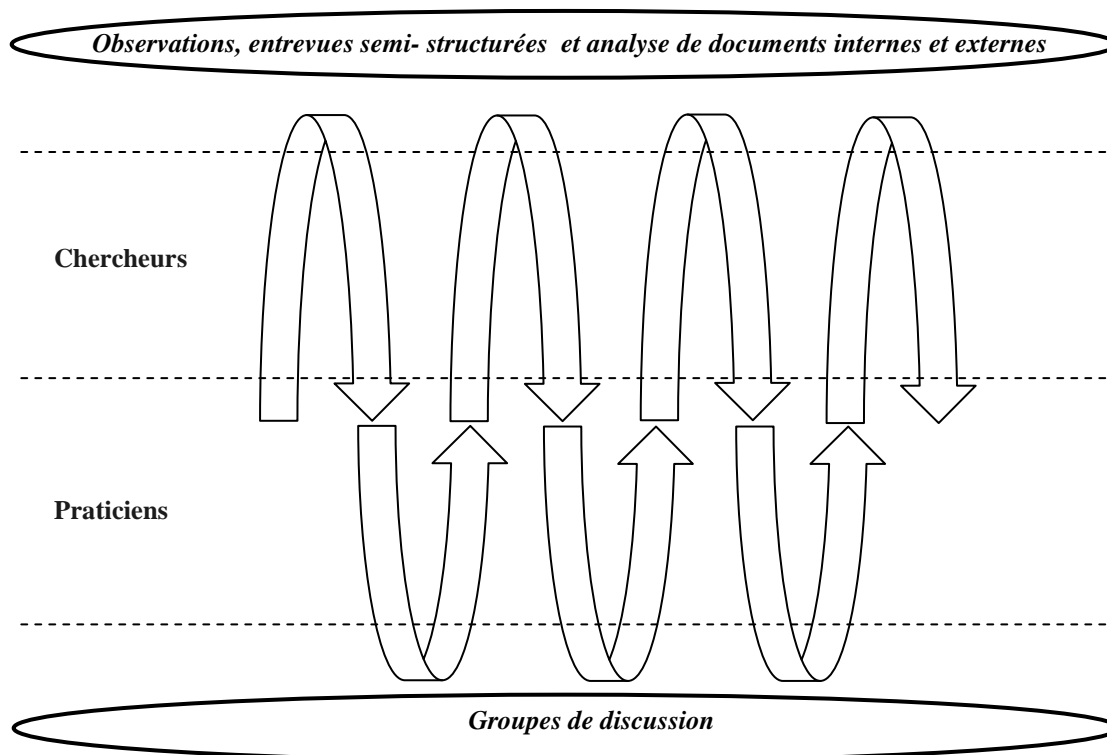 Observations, entrevues semi- structurées et analyse de documents internes et externes
Chercheurs
Praticiens
Groupes de discussion